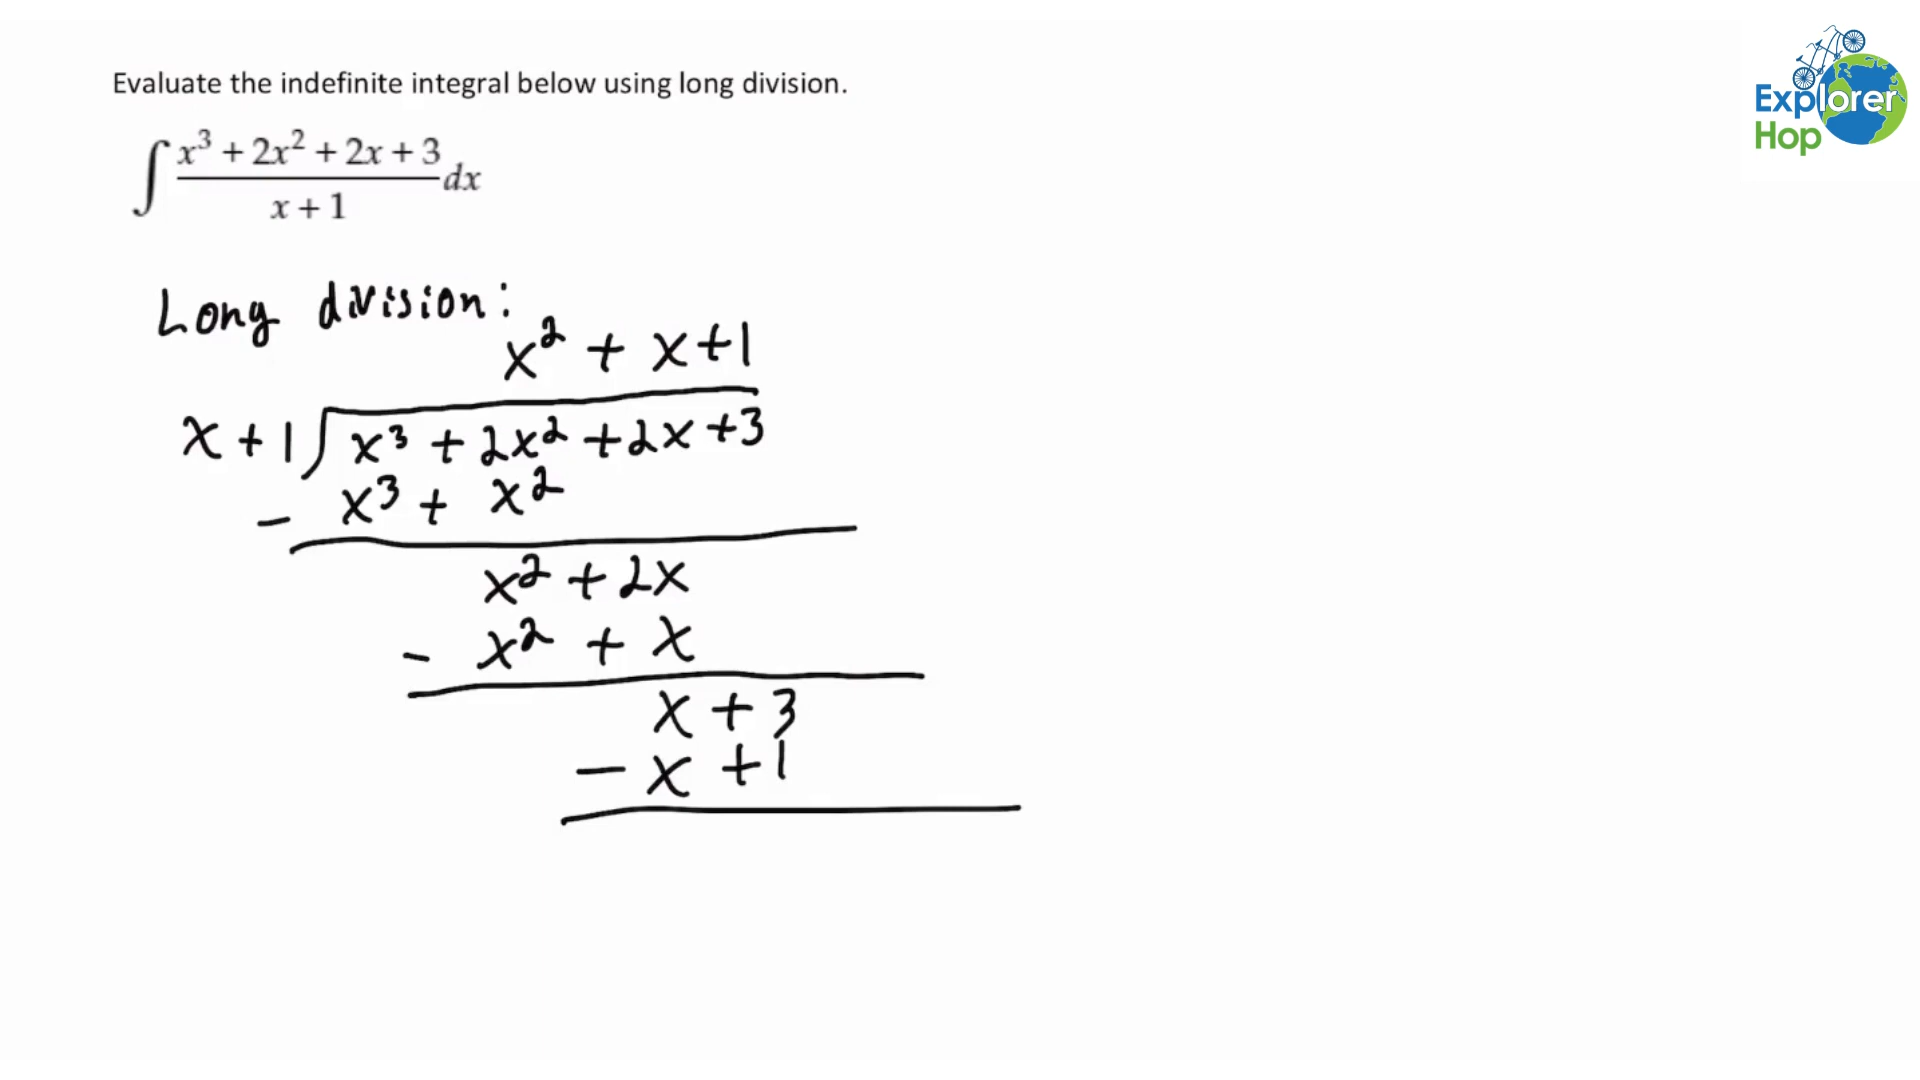 Evaluate the indefinite integral below using long division.
∫ (x³ + 2x² + 2x + 3)/(x + 1) dx
Explorer
Hop
Long division:
x² + x + 1
x + 1 ) x³ + 2x² + 2x + 3
- x³ + x²
x² + 2x
- x² + x
x + 3
- x + 1